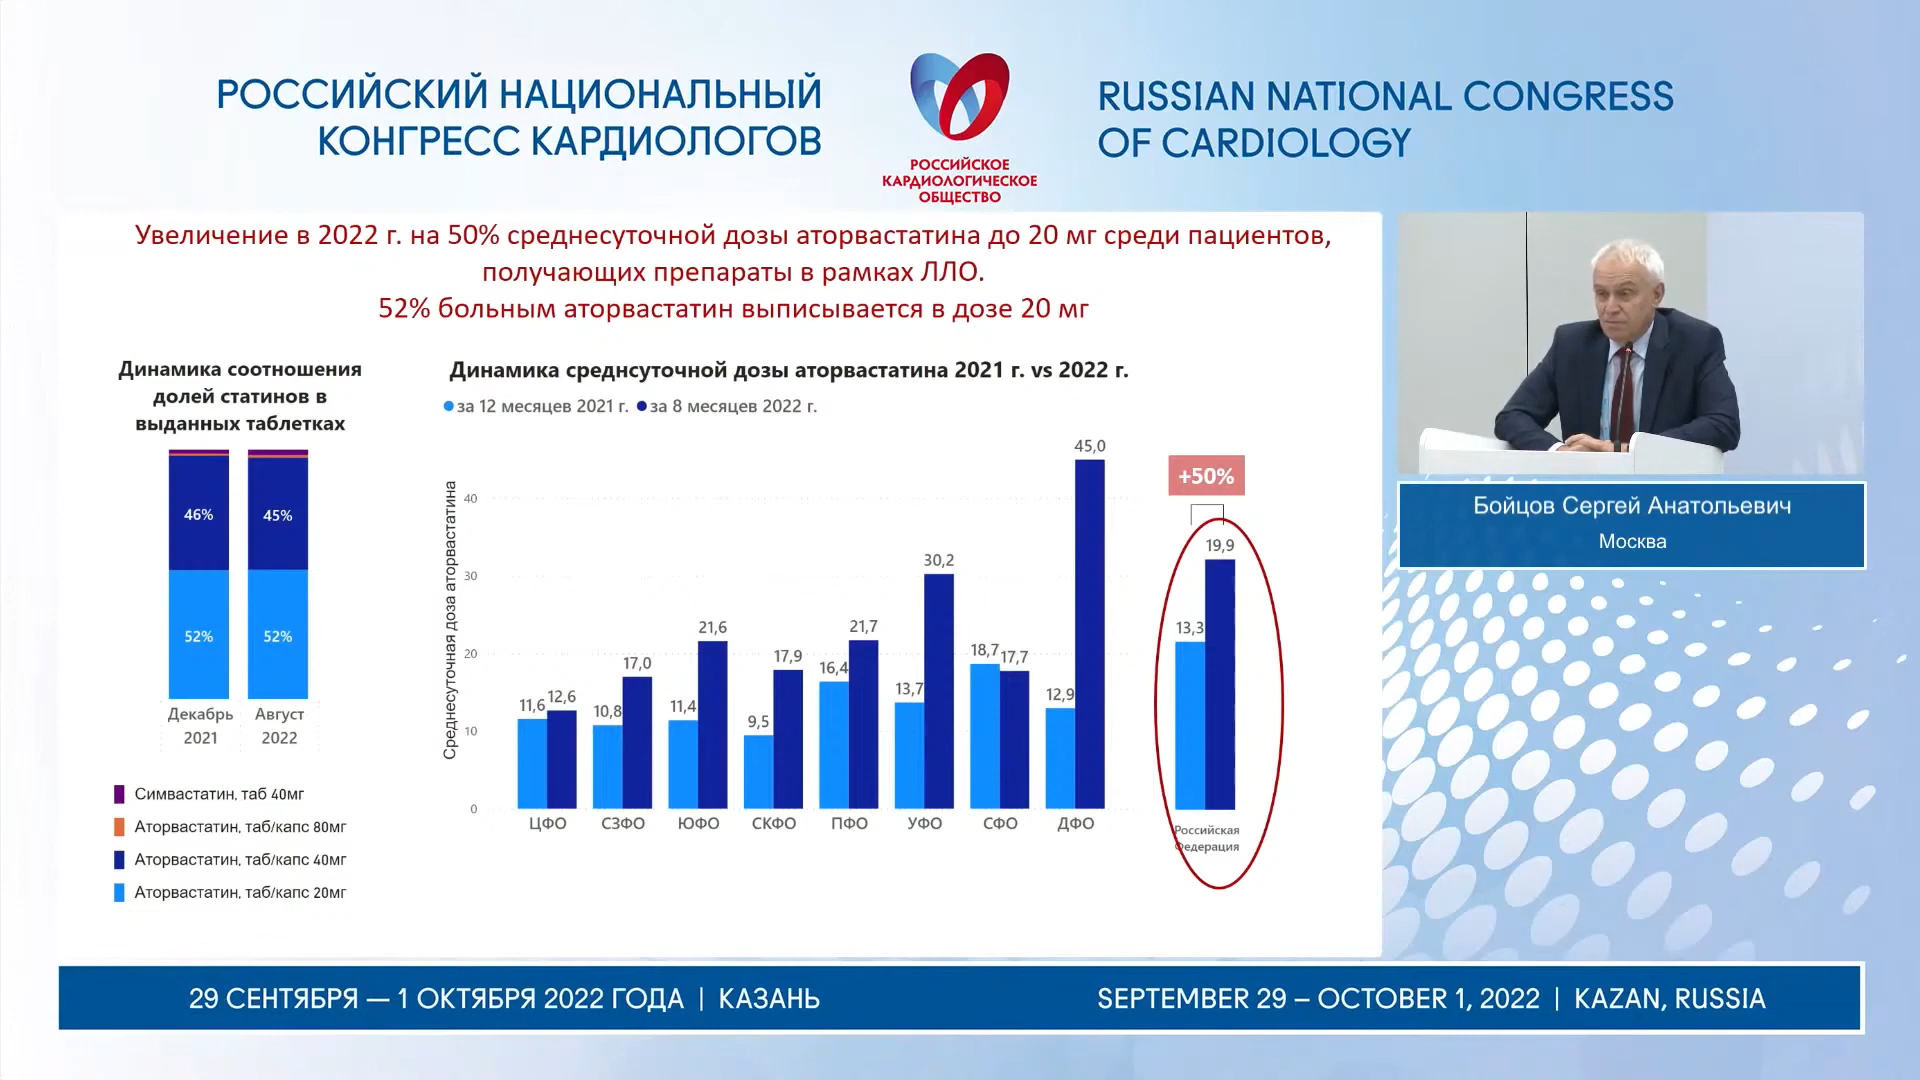 РОССИЙСКИЙ НАЦИОНАЛЬНЫЙ
КОНГРЕСС КАРДИОЛОГОВ
РОССИЙСКОЕ
КАРДИОЛОГИЧЕСКОЕ
ОБЩЕСТВО
RUSSIAN NATIONAL CONGRESS
OF CARDIOLOGY
Увеличение в 2022 г. на 50% среднесуточной дозы аторвастатина до 20 мг среди пациентов,
получающих препараты в рамках ЛЛО.
52% больным аторвастатин выписывается в дозе 20 мг
Динамика соотношения
долей статинов в
выданных таблетках
46%
45%
52%
52%
Декабрь
2021
Август
2022
Симвастатин, таб 40мг
Аторвастатин, таб/капс 80мг
Аторвастатин, таб/капс 40мг
Аторвастатин, таб/капс 20мг
Динамика среднсуточной дозы аторвастатина 2021 г. vs 2022 г.
за 12 месяцев 2021 г.
за 8 месяцев 2022 г.
Среднесуточная доза аторвастатина
40
30
20
10
0
11,6
12,6
10,8
17,0
11,4
21,6
9,5
17,9
16,4
21,7
13,7
30,2
18,7
17,7
12,9
45,0
ЦФО
СЗФО
ЮФО
СКФО
ПФО
УФО
СФО
ДФО
+50%
13,3
19,9
Российская
Федерация
Бойцов Сергей Анатольевич
Москва
29 СЕНТЯБРЯ — 1 ОКТЯБРЯ 2022 ГОДА | КАЗАНЬ
SEPTEMBER 29 – OCTOBER 1, 2022 | KAZAN, RUSSIA